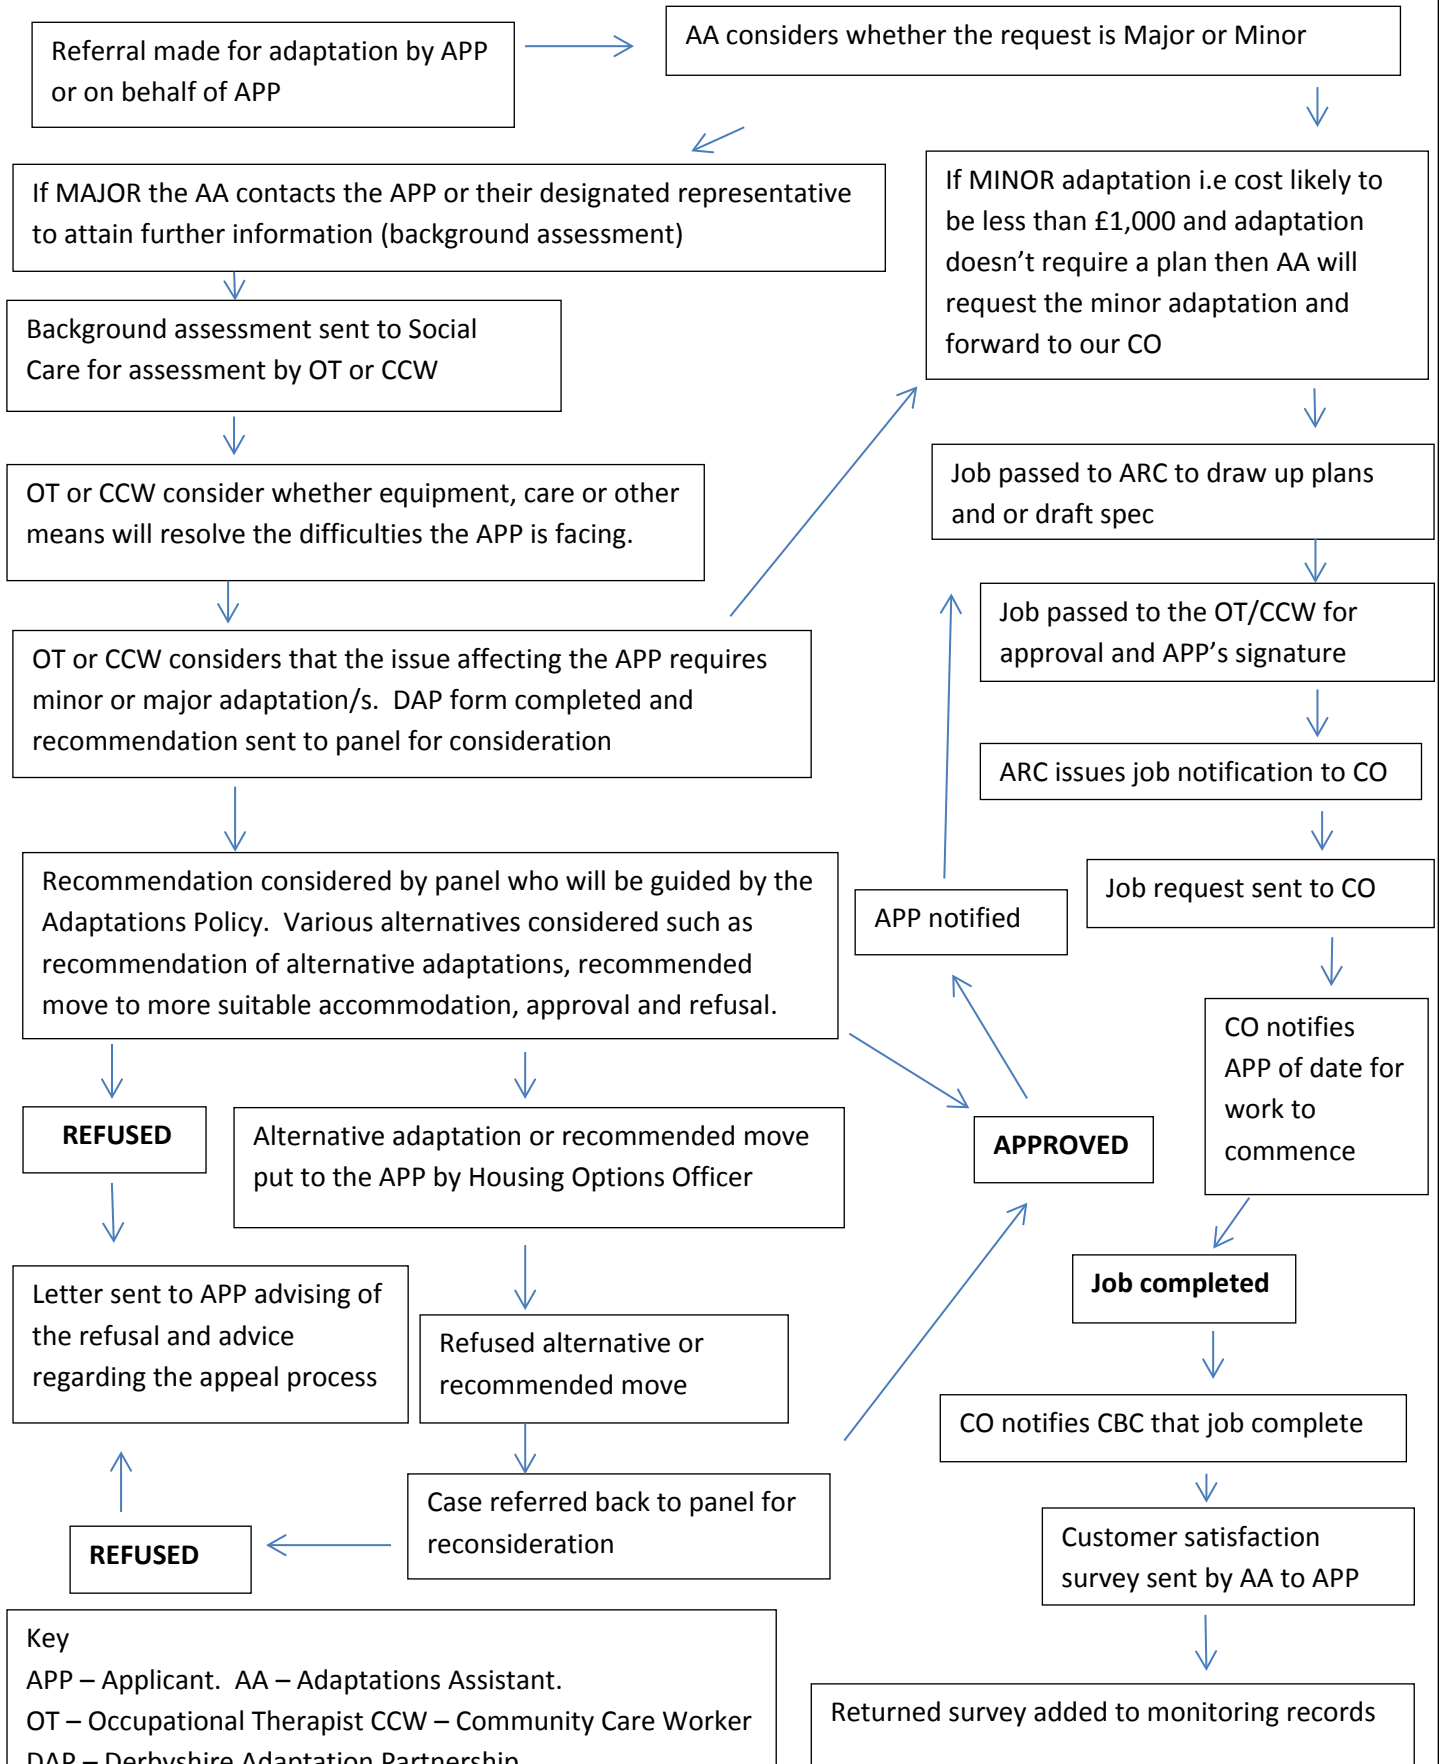 Referral made for adaptation by APP
or on behalf of APP
AA considers whether the request is Major or Minor
If MAJOR the AA contacts the APP or their designated representative
to attain further information (background assessment)
If MINOR adaptation i.e cost likely to
be less than £1,000 and adaptation
doesn’t require a plan then AA will
request the minor adaptation and
forward to our CO
Background assessment sent to Social
Care for assessment by OT or CCW
OT or CCW consider whether equipment, care or other
means will resolve the difficulties the APP is facing.
Job passed to ARC to draw up plans
and or draft spec
OT or CCW considers that the issue affecting the APP requires
minor or major adaptation/s.  DAP form completed and
recommendation sent to panel for consideration
Job passed to the OT/CCW for
approval and APP’s signature
ARC issues job notification to CO
Recommendation considered by panel who will be guided by the
Adaptations Policy.  Various alternatives considered such as
recommendation of alternative adaptations, recommended
move to more suitable accommodation, approval and refusal.
APP notified
Job request sent to CO
CO notifies
APP of date for
work to
commence
REFUSED
Alternative adaptation or recommended move
put to the APP by Housing Options Officer
APPROVED
Letter sent to APP advising of
the refusal and advice
regarding the appeal process
Refused alternative or
recommended move
Job completed
CO notifies CBC that job complete
Case referred back to panel for
reconsideration
REFUSED
Customer satisfaction
survey sent by AA to APP
Key
APP – Applicant.  AA – Adaptations Assistant.
OT – Occupational Therapist CCW – Community Care Worker
DAP – Derbyshire Adaptation Partnership
Returned survey added to monitoring records